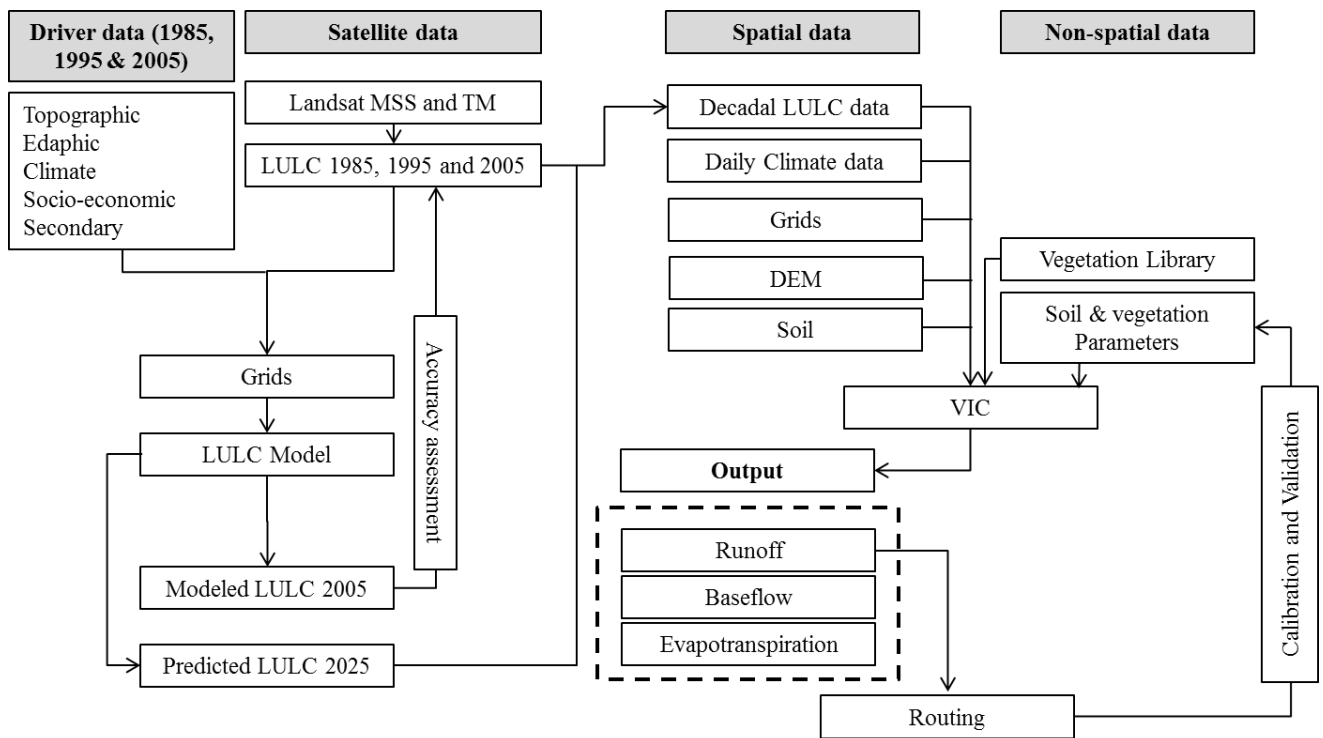 Driver data (1985,
1995 & 2005)
Satellite data
Spatial data
Non-spatial data
Topographic
Edaphic
Climate
Socio-economic
Secondary
Landsat MSS and TM
LULC 1985, 1995 and 2005
Grids
LULC Model
Modeled LULC 2005
Predicted LULC 2025
Accuracy assessment
Decadal LULC data
Daily Climate data
Grids
DEM
Soil
Vegetation Library
Soil & vegetation
Parameters
VIC
Output
Runoff
Baseflow
Evapotranspiration
Routing
Calibration and Validation